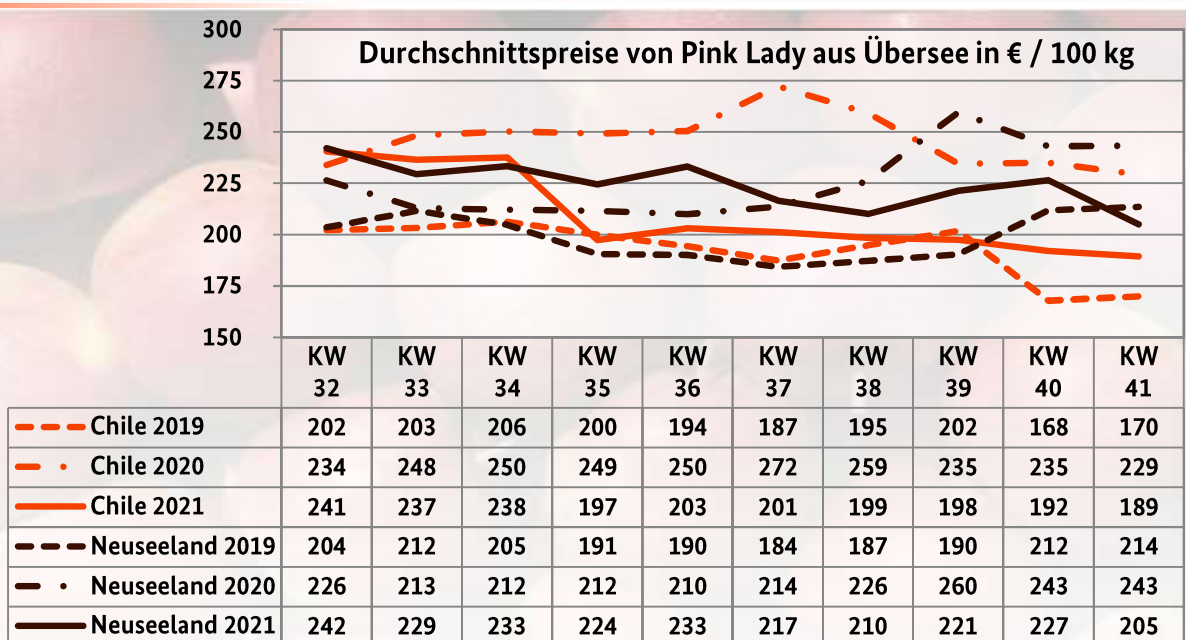 Durchschnittspreise von Pink Lady aus Übersee in € / 100 kg
300
275
250
225
200
175
150
KW KW KW KW KW KW KW KW KW KW
32 33 34 35 36 37 38 39 40 41
Chile 2019 202 203 206 200 194 187 195 202 168 170
Chile 2020 234 248 250 249 250 272 259 235 235 229
Chile 2021 241 237 238 197 203 201 199 198 192 189
Neuseeland 2019 204 212 205 191 190 184 187 190 212 214
Neuseeland 2020 226 213 212 212 210 214 226 260 243 243
Neuseeland 2021 242 229 233 224 233 217 210 221 227 205